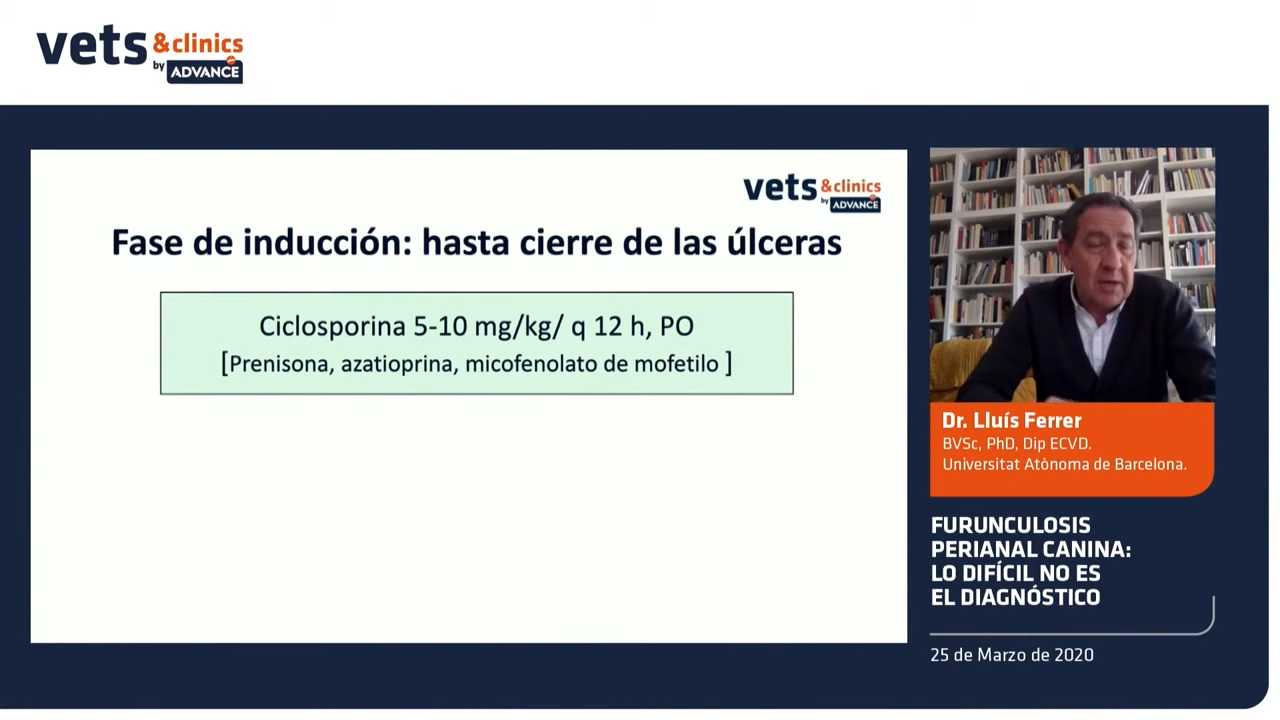 vets &clinics
by ADVANCE
vets &clinics
by ADVANCE
Fase de inducción: hasta cierre de las úlceras
Ciclosporina 5-10 mg/kg/ q 12 h, PO
[Prenisona, azatioprina, micofenolato de mofetilo ]
Dr. Lluís Ferrer
BVSc, PhD, Dip ECVD.
Universitat Atònoma de Barcelona.
FURUNCULOSIS
PERIANAL CANINA:
LO DIFÍCIL NO ES
EL DIAGNÓSTICO
25 de Marzo de 2020